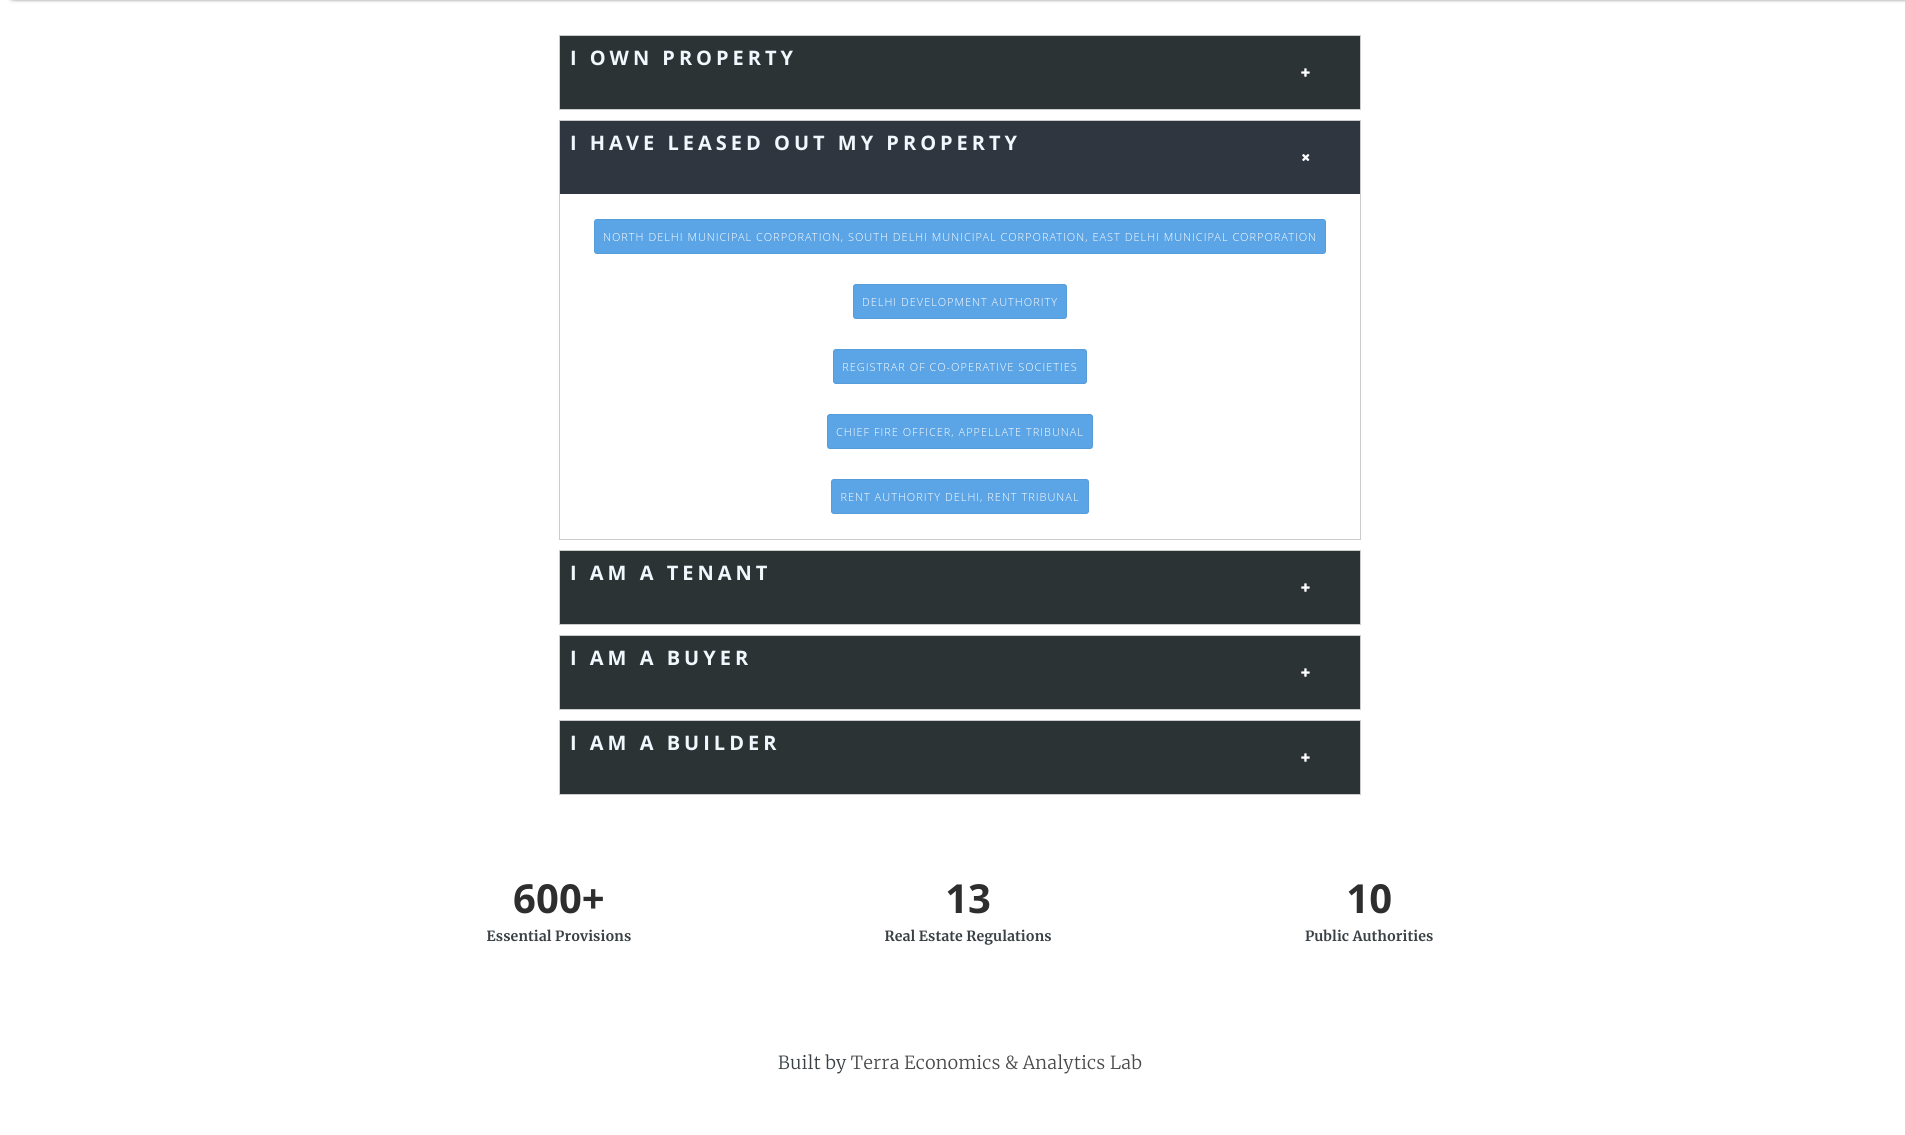 I OWN PROPERTY
I HAVE LEASED OUT MY PROPERTY
NORTH DELHI MUNICIPAL CORPORATION, SOUTH DELHI MUNICIPAL CORPORATION, EAST DELHI MUNICIPAL CORPORATION
DELHI DEVELOPMENT AUTHORITY
REGISTRAR OF CO-OPERATIVE SOCIETIES
CHIEF FIRE OFFICER, APPELLATE TRIBUNAL
RENT AUTHORITY DELHI, RENT TRIBUNAL
I AM A TENANT
I AM A BUYER
I AM A BUILDER
600+
Essential Provisions
13
Real Estate Regulations
10
Public Authorities
Built by Terra Economics & Analytics Lab